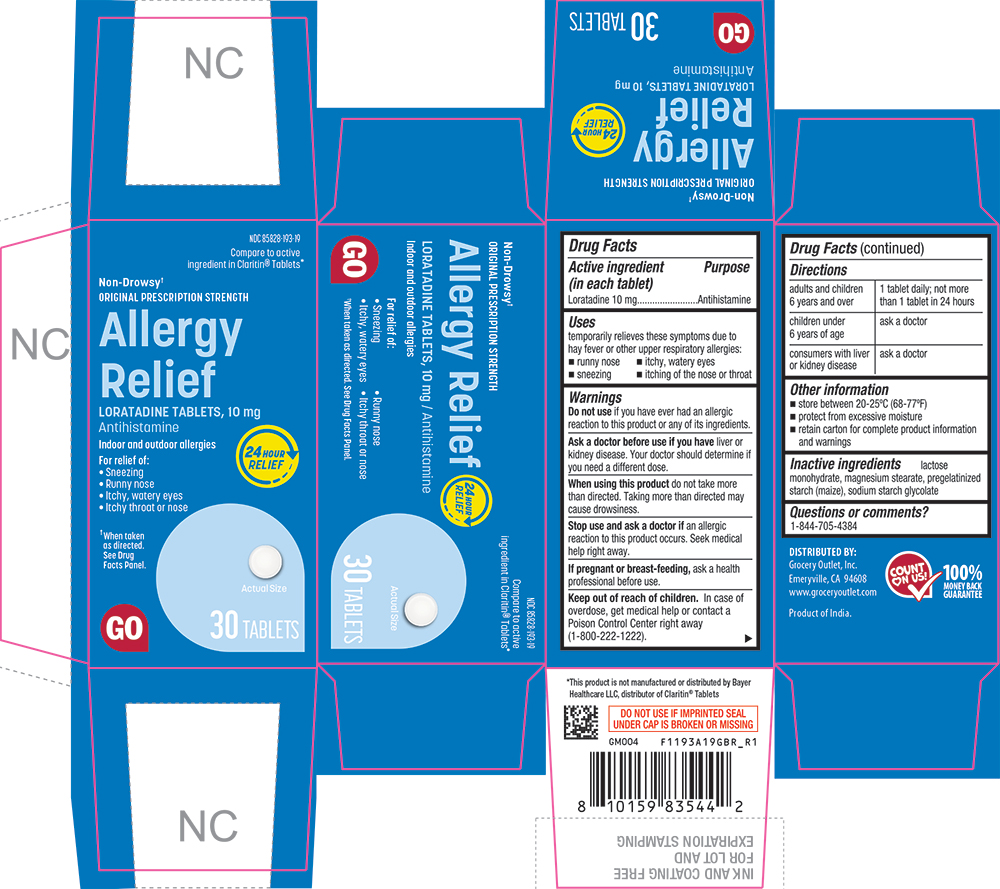 NC
NC
NC
NDC 85828-193-19
Compare to active
ingredient in Claritin® Tablets*
Non-Drowsy†
ORIGINAL PRESCRIPTION STRENGTH
Allergy
Relief
LORATADINE TABLETS, 10 mg
Antihistamine
Indoor and outdoor allergies
For relief of:
• Sneezing
• Runny nose
• Itchy, watery eyes
• Itchy throat or nose
24 HOUR
RELIEF
†When taken
as directed.
See Drug
Facts Panel.
Actual Size
GO
30 TABLETS
NDC 85828-193-19
Compare to active
ingredient in Claritin® Tablets*
Non-Drowsy†
ORIGINAL PRESCRIPTION STRENGTH
Allergy Relief
24 HOUR
RELIEF
LORATADINE TABLETS, 10 mg / Antihistamine
Indoor and outdoor allergies
For relief of:
• Sneezing • Runny nose
• Itchy, watery eyes • Itchy throat or nose
†When taken as directed. See Drug Facts Panel.
GO
Actual Size
30 TABLETS
Non-Drowsy†
ORIGINAL PRESCRIPTION STRENGTH
Allergy
Relief
24 HOUR
RELIEF
LORATADINE TABLETS, 10 mg
Antihistamine
GO
30 TABLETS
Drug Facts
Active ingredient Purpose
(in each tablet)
Loratadine 10 mg........................Antihistamine
Uses
temporarily relieves these symptoms due to
hay fever or other upper respiratory allergies:
■ runny nose ■ itchy, watery eyes
■ sneezing ■ itching of the nose or throat
Warnings
Do not use if you have ever had an allergic
reaction to this product or any of its ingredients.
Ask a doctor before use if you have liver or
kidney disease. Your doctor should determine if
you need a different dose.
When using this product do not take more
than directed. Taking more than directed may
cause drowsiness.
Stop use and ask a doctor if an allergic
reaction to this product occurs. Seek medical
help right away.
If pregnant or breast-feeding, ask a health
professional before use.
Keep out of reach of children. In case of
overdose, get medical help or contact a
Poison Control Center right away
(1-800-222-1222).
*This product is not manufactured or distributed by Bayer
Healthcare LLC, distributor of Claritin® Tablets
DO NOT USE IF IMPRINTED SEAL
UNDER CAP IS BROKEN OR MISSING
GM004 F1193A19GBR_R1
8 10159 83544 2
INK AND COATING FREE
FOR LOT AND
EXPIRATION STAMPING
Drug Facts (continued)
Directions
adults and children 1 tablet daily; not more
6 years and over than 1 tablet in 24 hours
children under ask a doctor
6 years of age
consumers with liver ask a doctor
or kidney disease
Other information
■ store between 20-25ºC (68-77ºF)
■ protect from excessive moisture
■ retain carton for complete product information
and warnings
Inactive ingredients lactose
monohydrate, magnesium stearate, pregelatinized
starch (maize), sodium starch glycolate
Questions or comments?
1-844-705-4384
DISTRIBUTED BY:
Grocery Outlet, Inc.
Emeryville, CA 94608
www.groceryoutlet.com
Product of India.
COUNT
ON US!
100%
MONEY BACK
GUARANTEE